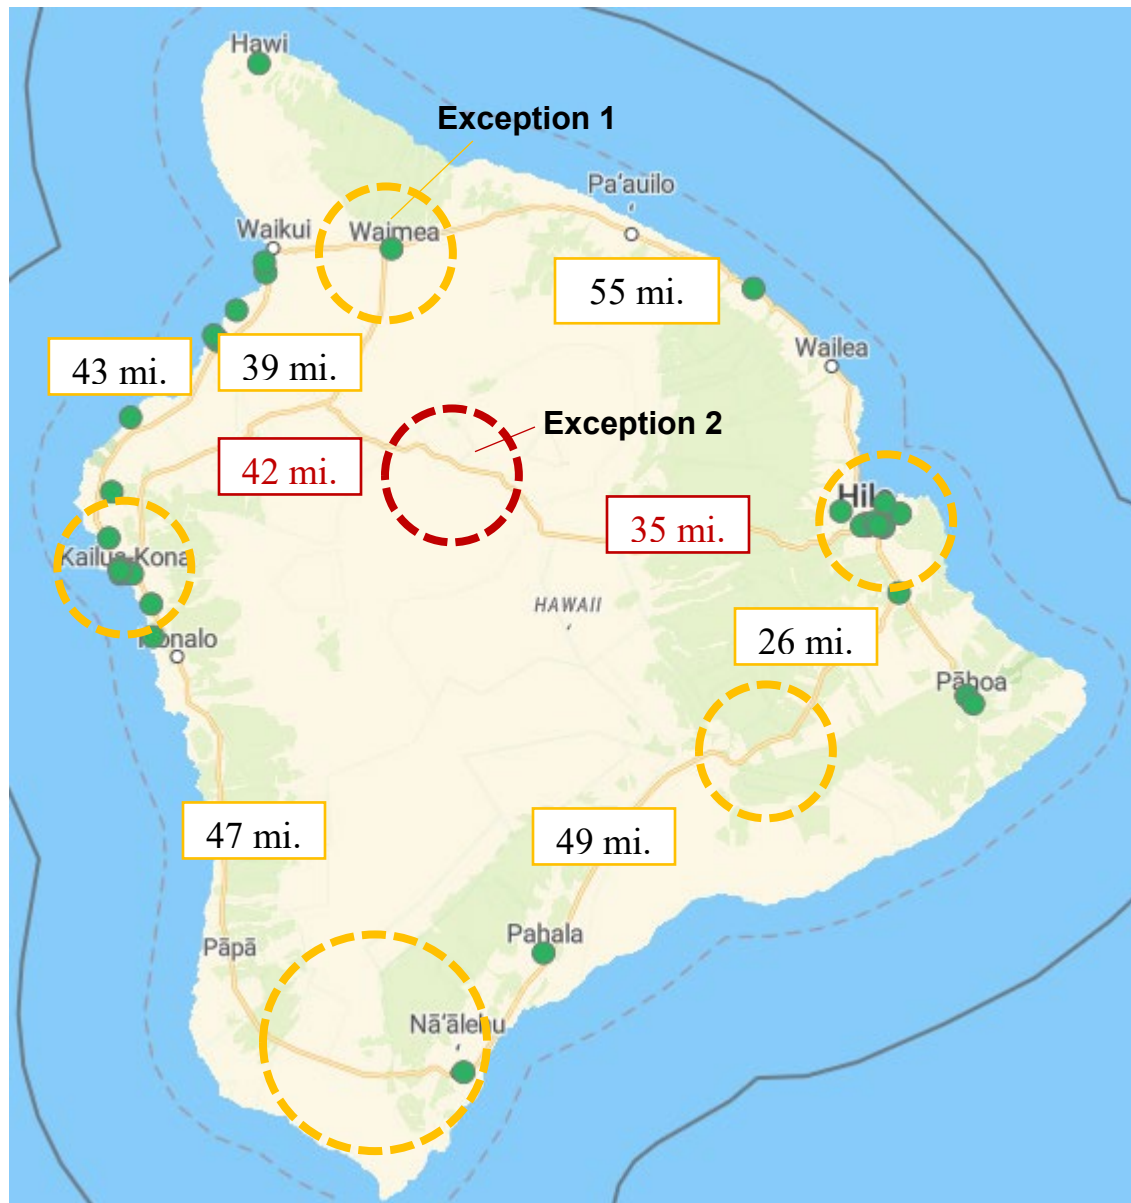 Hawi
Exception 1
Pa'auilo
Waikui
Waimea
55 mi.
Wailea
43 mi.
39 mi.
Exception 2
42 mi.
Hilo
35 mi.
Kailua-Kona
HAWAII
Honalo
26 mi.
Pāhoa
47 mi.
49 mi.
Pāpā
Pahala
Nā'ālehu